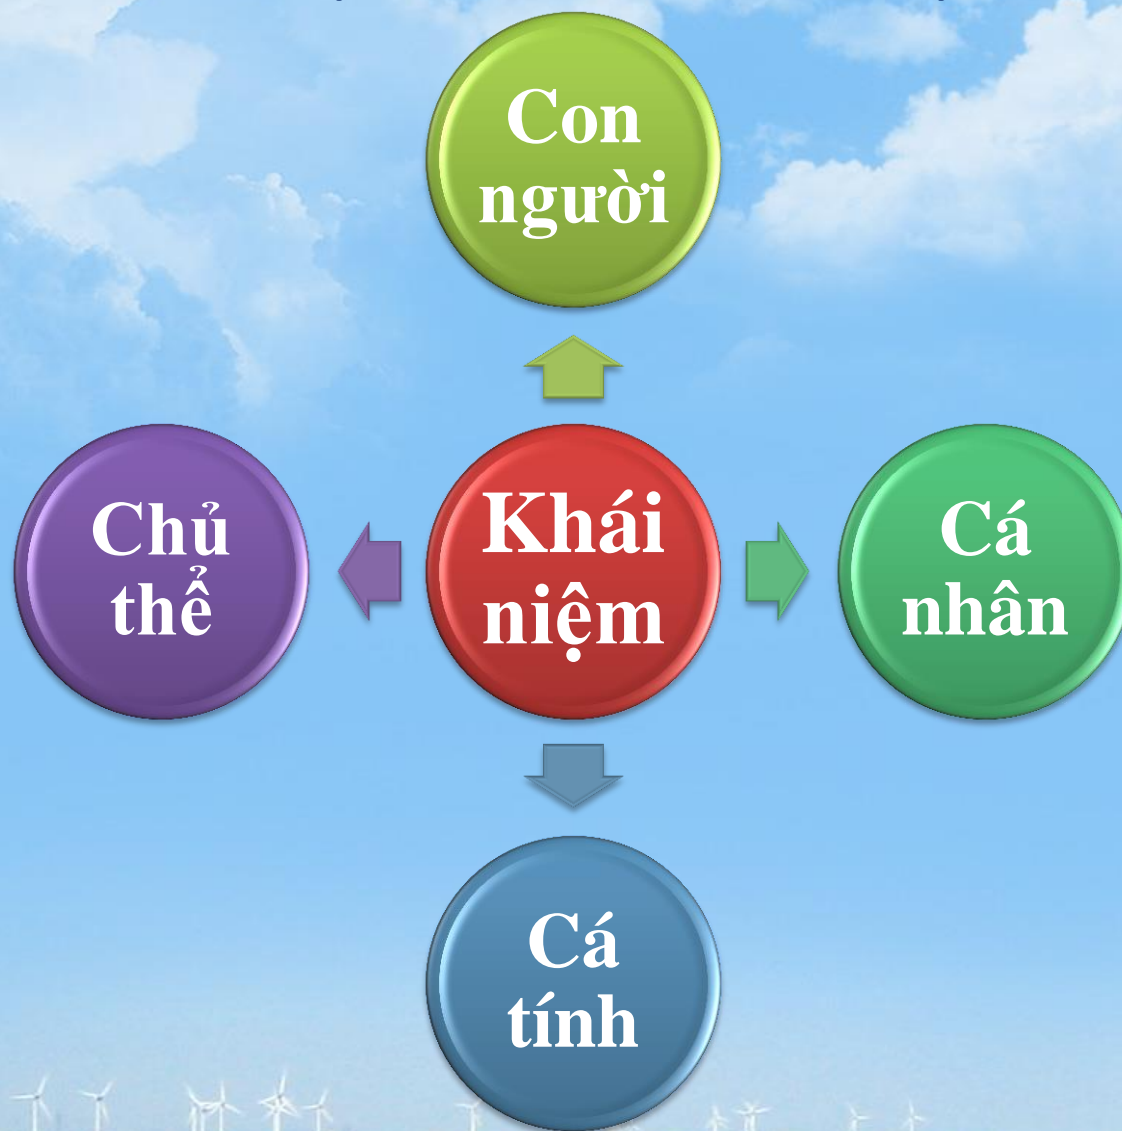 Con
người
Chủ
thể
Khái
niệm
Cá
nhân
Cá
tính